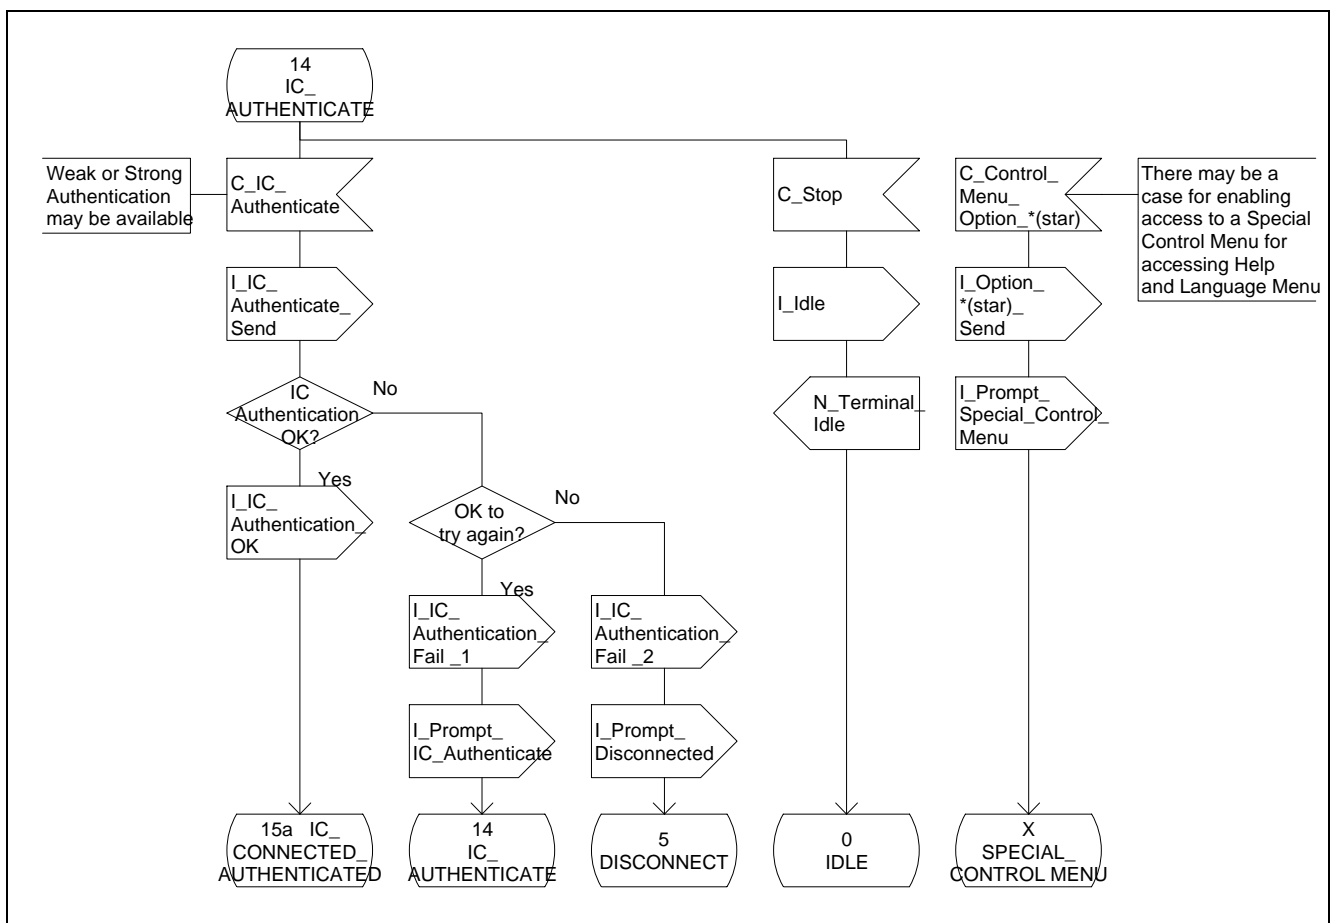 14
IC_
AUTHENTICATE
Weak or Strong
Authentication
may be available
C_IC_
Authenticate
C_Stop
C_Control_
Menu_
Option_*(star)
There may be a
case for enabling
access to a Special
Control Menu for
accessing Help
and Language Menu
I_IC_
Authenticate_
Send
I_Idle
I_Option_
*(star)_
Send
IC
Authentication
OK?
No
Yes
N_Terminal_
Idle
I_Prompt_
Special_Control_
Menu
I_IC_
Authentication_
OK
OK to
try again?
No
Yes
I_IC_
Authentication_
Fail _1
I_IC_
Authentication_
Fail _2
I_Prompt_
IC_Authenticate
I_Prompt_
Disconnected
15a IC_
CONNECTED_
AUTHENTICATED
14
IC_
AUTHENTICATE
5
DISCONNECT
0
IDLE
X
SPECIAL_
CONTROL MENU